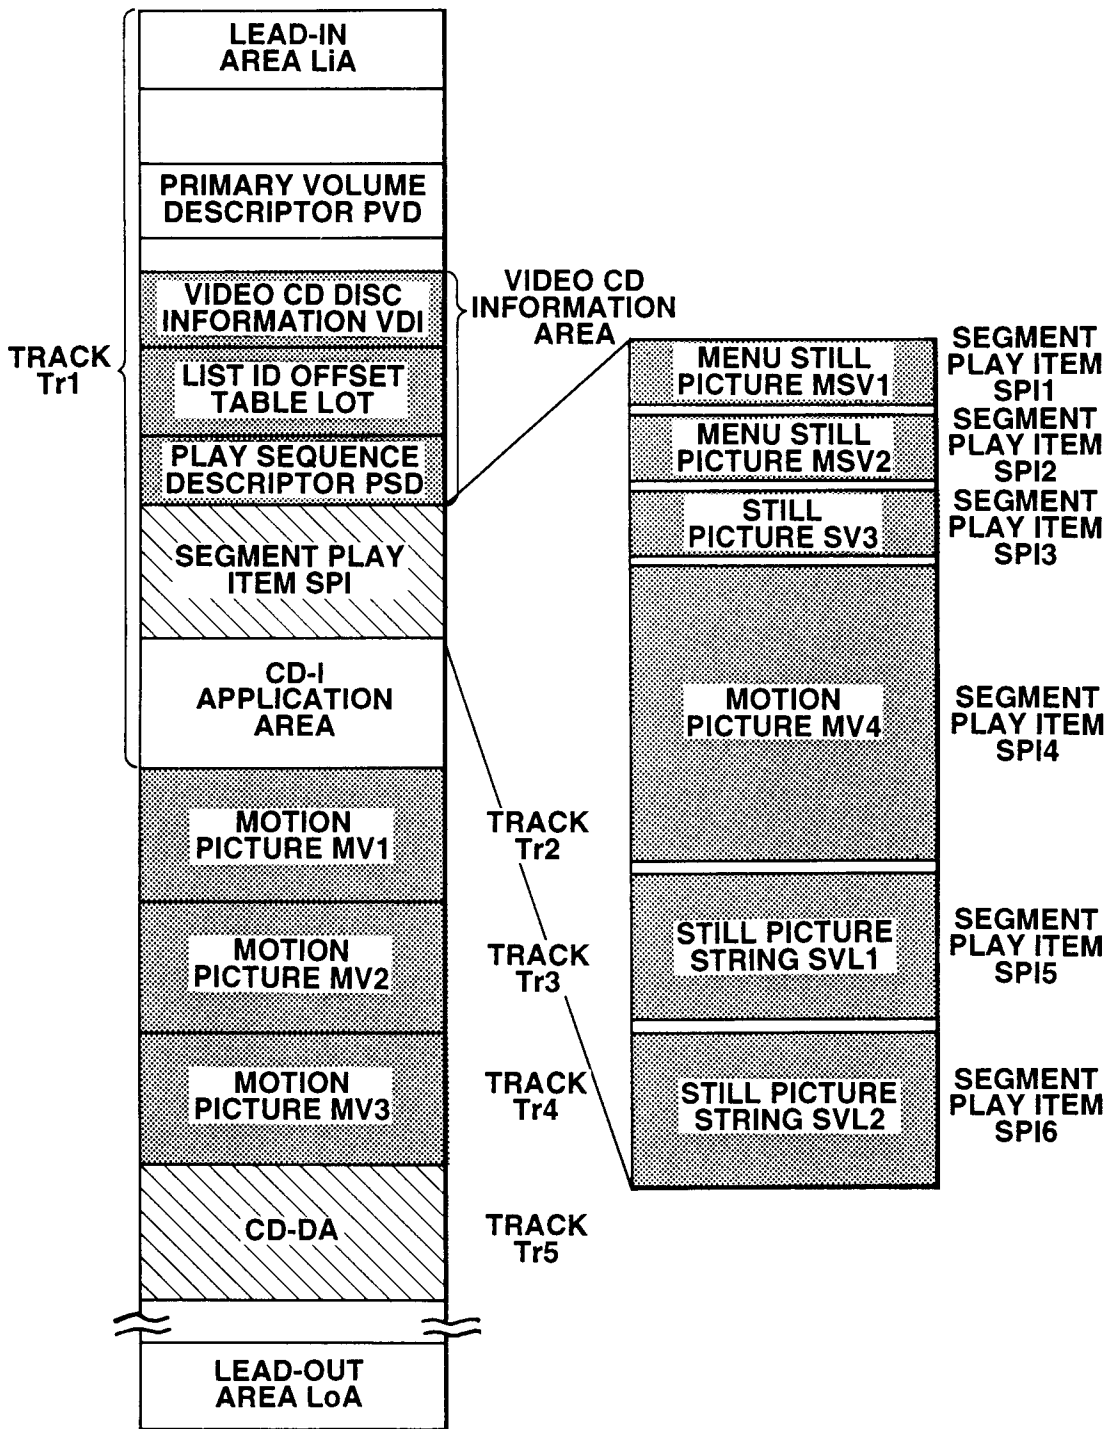 LEAD-IN
AREA LiA
PRIMARY VOLUME
DESCRIPTOR PVD
VIDEO CD DISC
INFORMATION VDI
LIST ID OFFSET
TABLE LOT
PLAY SEQUENCE
DESCRIPTOR PSD
VIDEO CD
INFORMATION
AREA
TRACK
Tr1
SEGMENT PLAY
ITEM SPI
CD-I
APPLICATION
AREA
MOTION
PICTURE MV1
TRACK
Tr2
MOTION
PICTURE MV2
TRACK
Tr3
MOTION
PICTURE MV3
TRACK
Tr4
CD-DA
TRACK
Tr5
LEAD-OUT
AREA LoA
MENU STILL
PICTURE MSV1
SEGMENT
PLAY ITEM
SPI1
MENU STILL
PICTURE MSV2
SEGMENT
PLAY ITEM
SPI2
STILL
PICTURE SV3
SEGMENT
PLAY ITEM
SPI3
MOTION
PICTURE MV4
SEGMENT
PLAY ITEM
SPI4
STILL PICTURE
STRING SVL1
SEGMENT
PLAY ITEM
SPI5
STILL PICTURE
STRING SVL2
SEGMENT
PLAY ITEM
SPI6